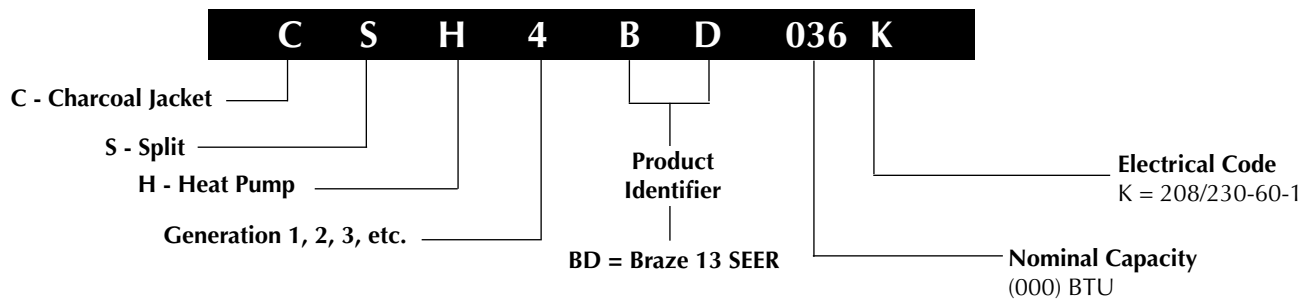 C S H 4 B D 036 K
C - Charcoal Jacket
S - Split
H - Heat Pump
Generation 1, 2, 3, etc.
Product
Identifier
BD = Braze 13 SEER
Electrical Code
K = 208/230-60-1
Nominal Capacity
(000) BTU